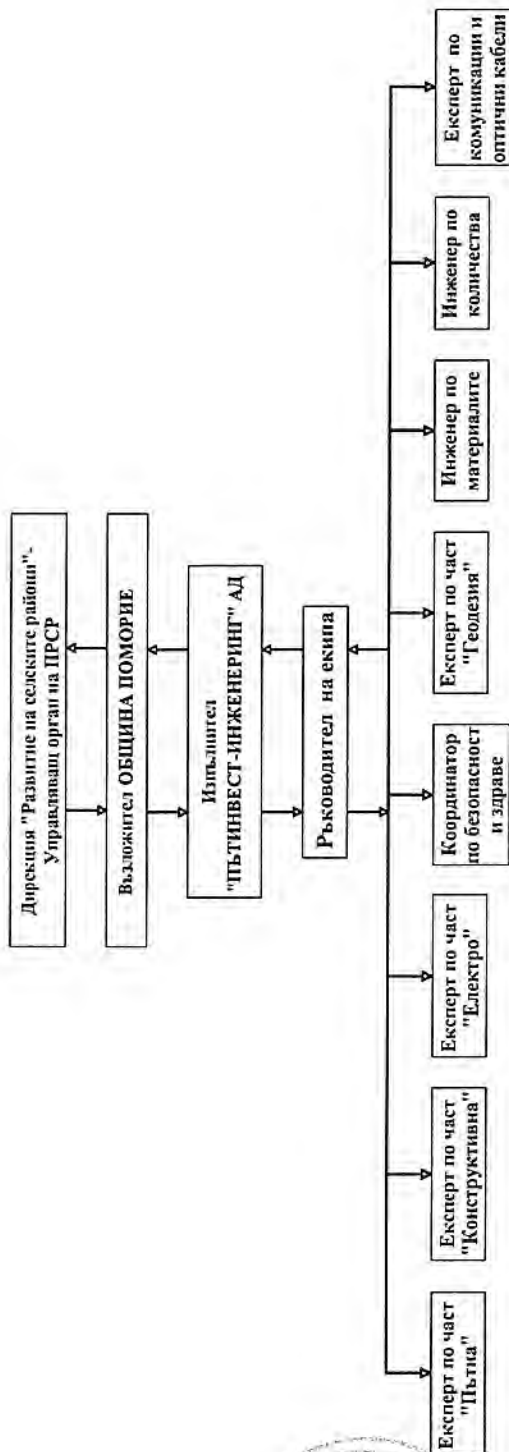 Дирекция "Развитие на селските райони"-
Управляващ орган на ПРСР
Възложител ОБЩИНА ПОМОРИЕ
Изпълнител
"ПЪТИНВЕСТ-ИНЖЕНЕРИНГ" АД
Ръководител на екипа
Експерт по част
"Пътна"
Експерт по част
"Конструктивна"
Експерт по част
"Електро"
Координатор
по безопасност
и здраве
Експерт по част
"Геодезия"
Инженер по
материалите
Инженер по
количества
Експерт по
комуникации и
оптични кабели